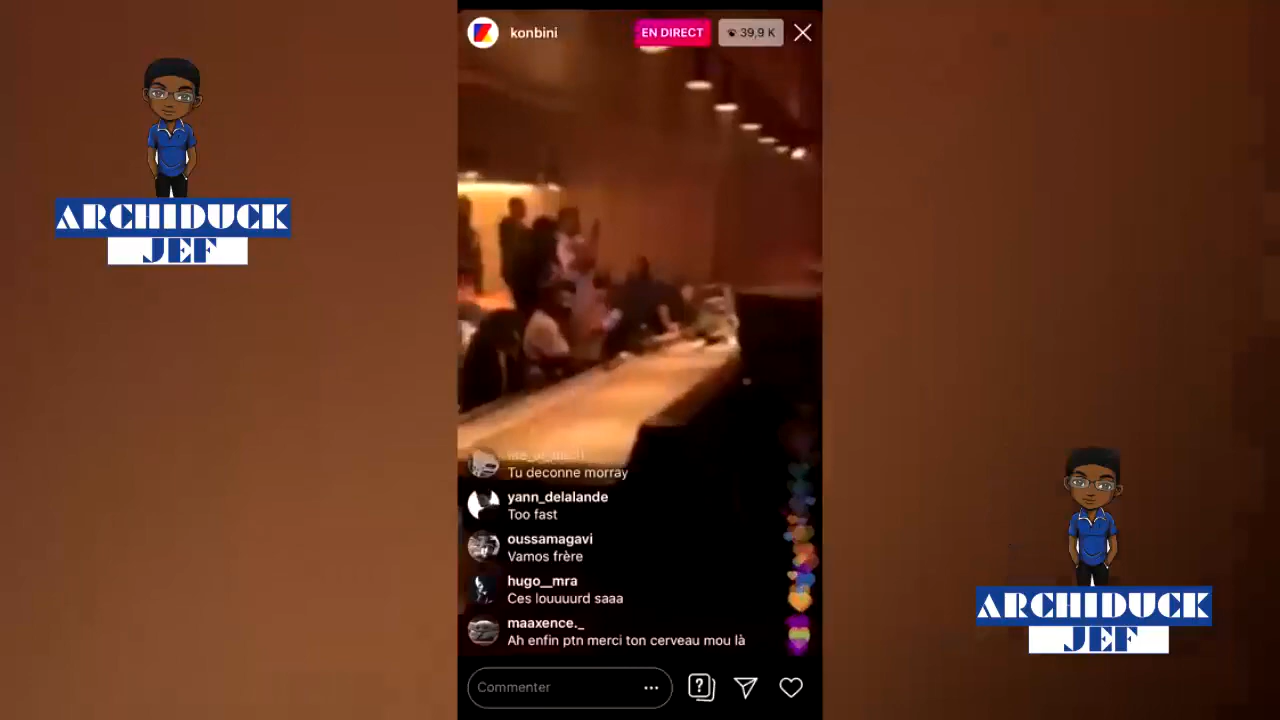 konbini
EN DIRECT
39,9 K
ARCHIDUCK
JEF
Tu deconne morray
yann_delalande
Too fast
oussamagavi
Vamos frère
hugo__mra
Ces louuuurd saaa
maaxence._
Ah enfin ptn merci ton cerveau mou là
ARCHIDUCK
JEF
Commenter